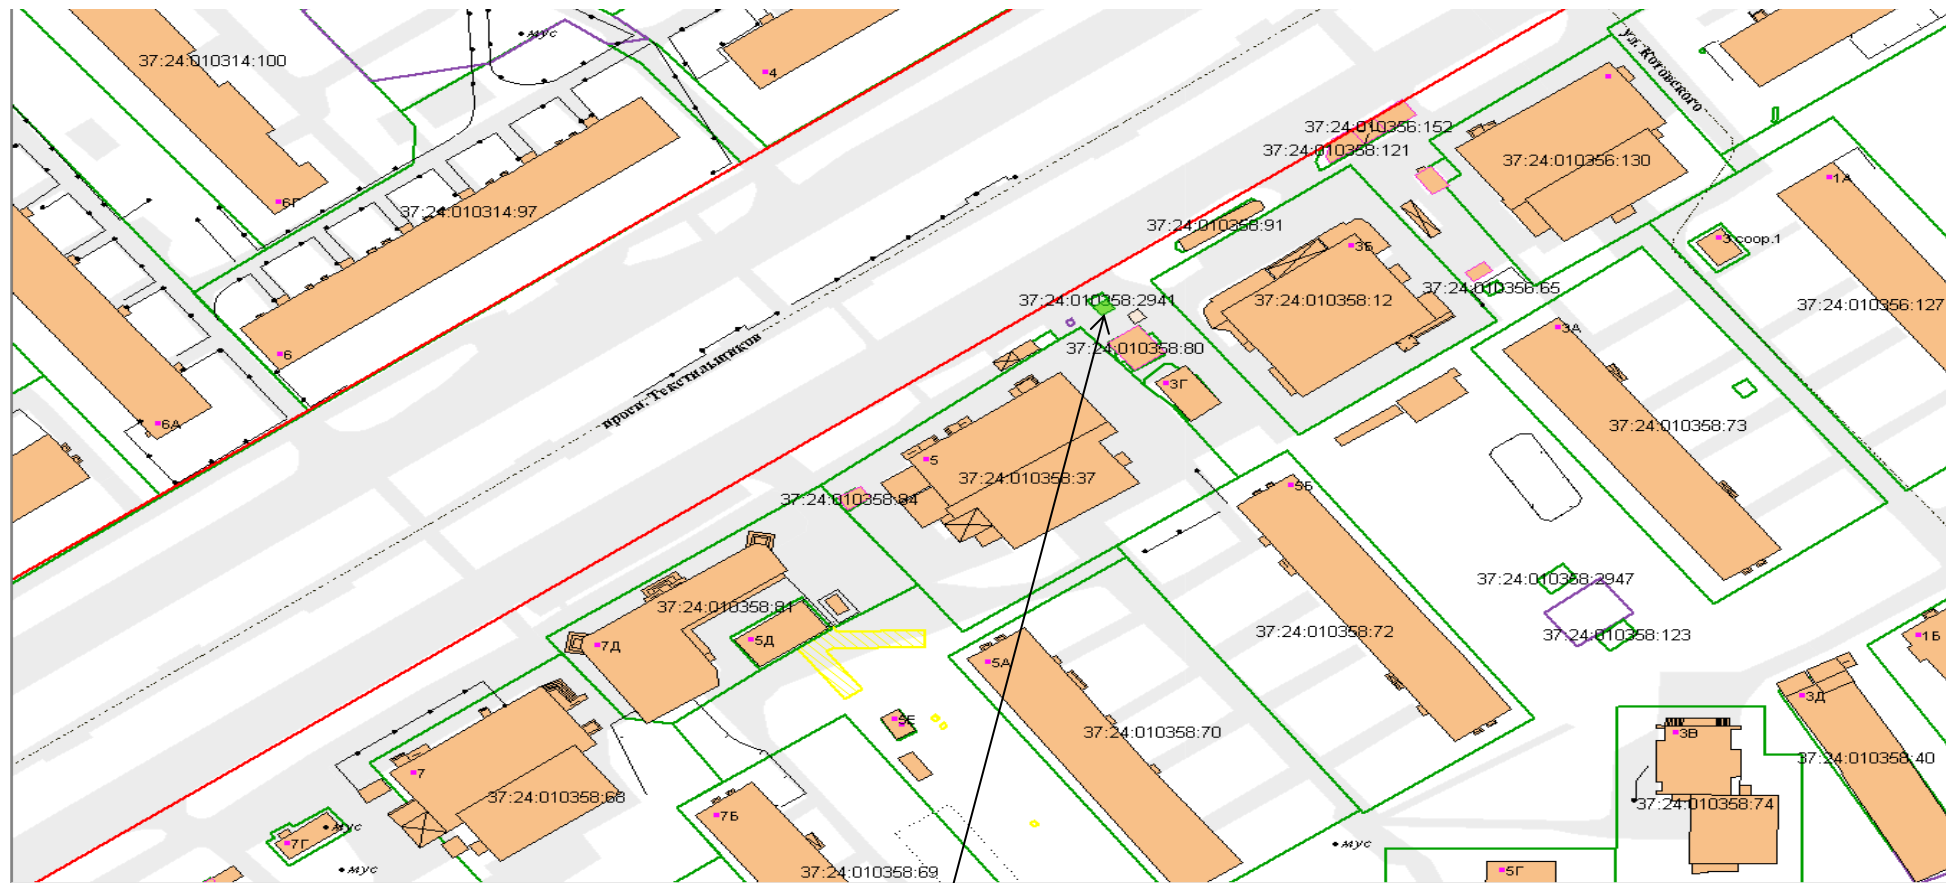 мус
ул. Котовского
37:24:010314:100
4
37:24:010356:152
37:24:010358:121
37:24:010356:130
1А
6Г
37:24:010314:97
37:24:010358:91
3Б
3 соор.1
37:24:010356:65
37:24:010358:2941
37:24:010358:12
37:24:010356:127
3А
6
37:24:010358:80
просп. Текстильников
3Г
6А
37:24:010358:73
5
37:24:010358:37
5Б
37:24:010358:84
37:24:010358:2947
37:24:010358:81
5Д
7Д
37:24:010358:72
37:24:010358:123
1Б
5А
3Д
5Е
37:24:010358:70
3В
37:24:010358:40
7
37:24:010358:68
37:24:010358:74
7Б
мус
7Г
мус
мус
37:24:010358:69
5Г